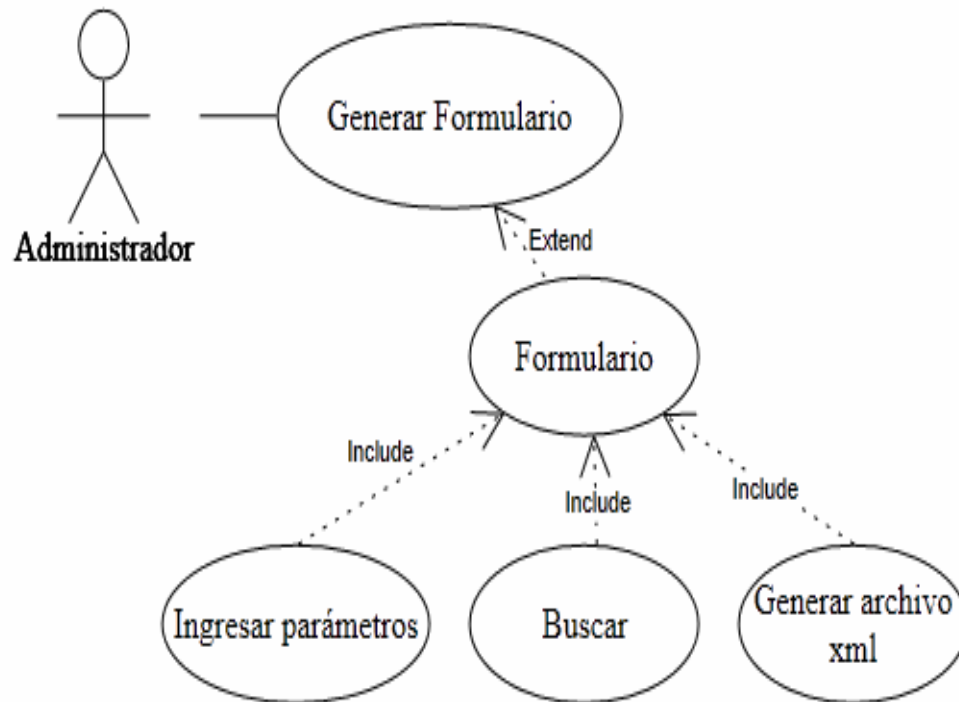 Generar Formulario
Administrador
Extend
Formulario
Include
Include
Include
Ingresar parámetros
Buscar
Generar archivo
xml